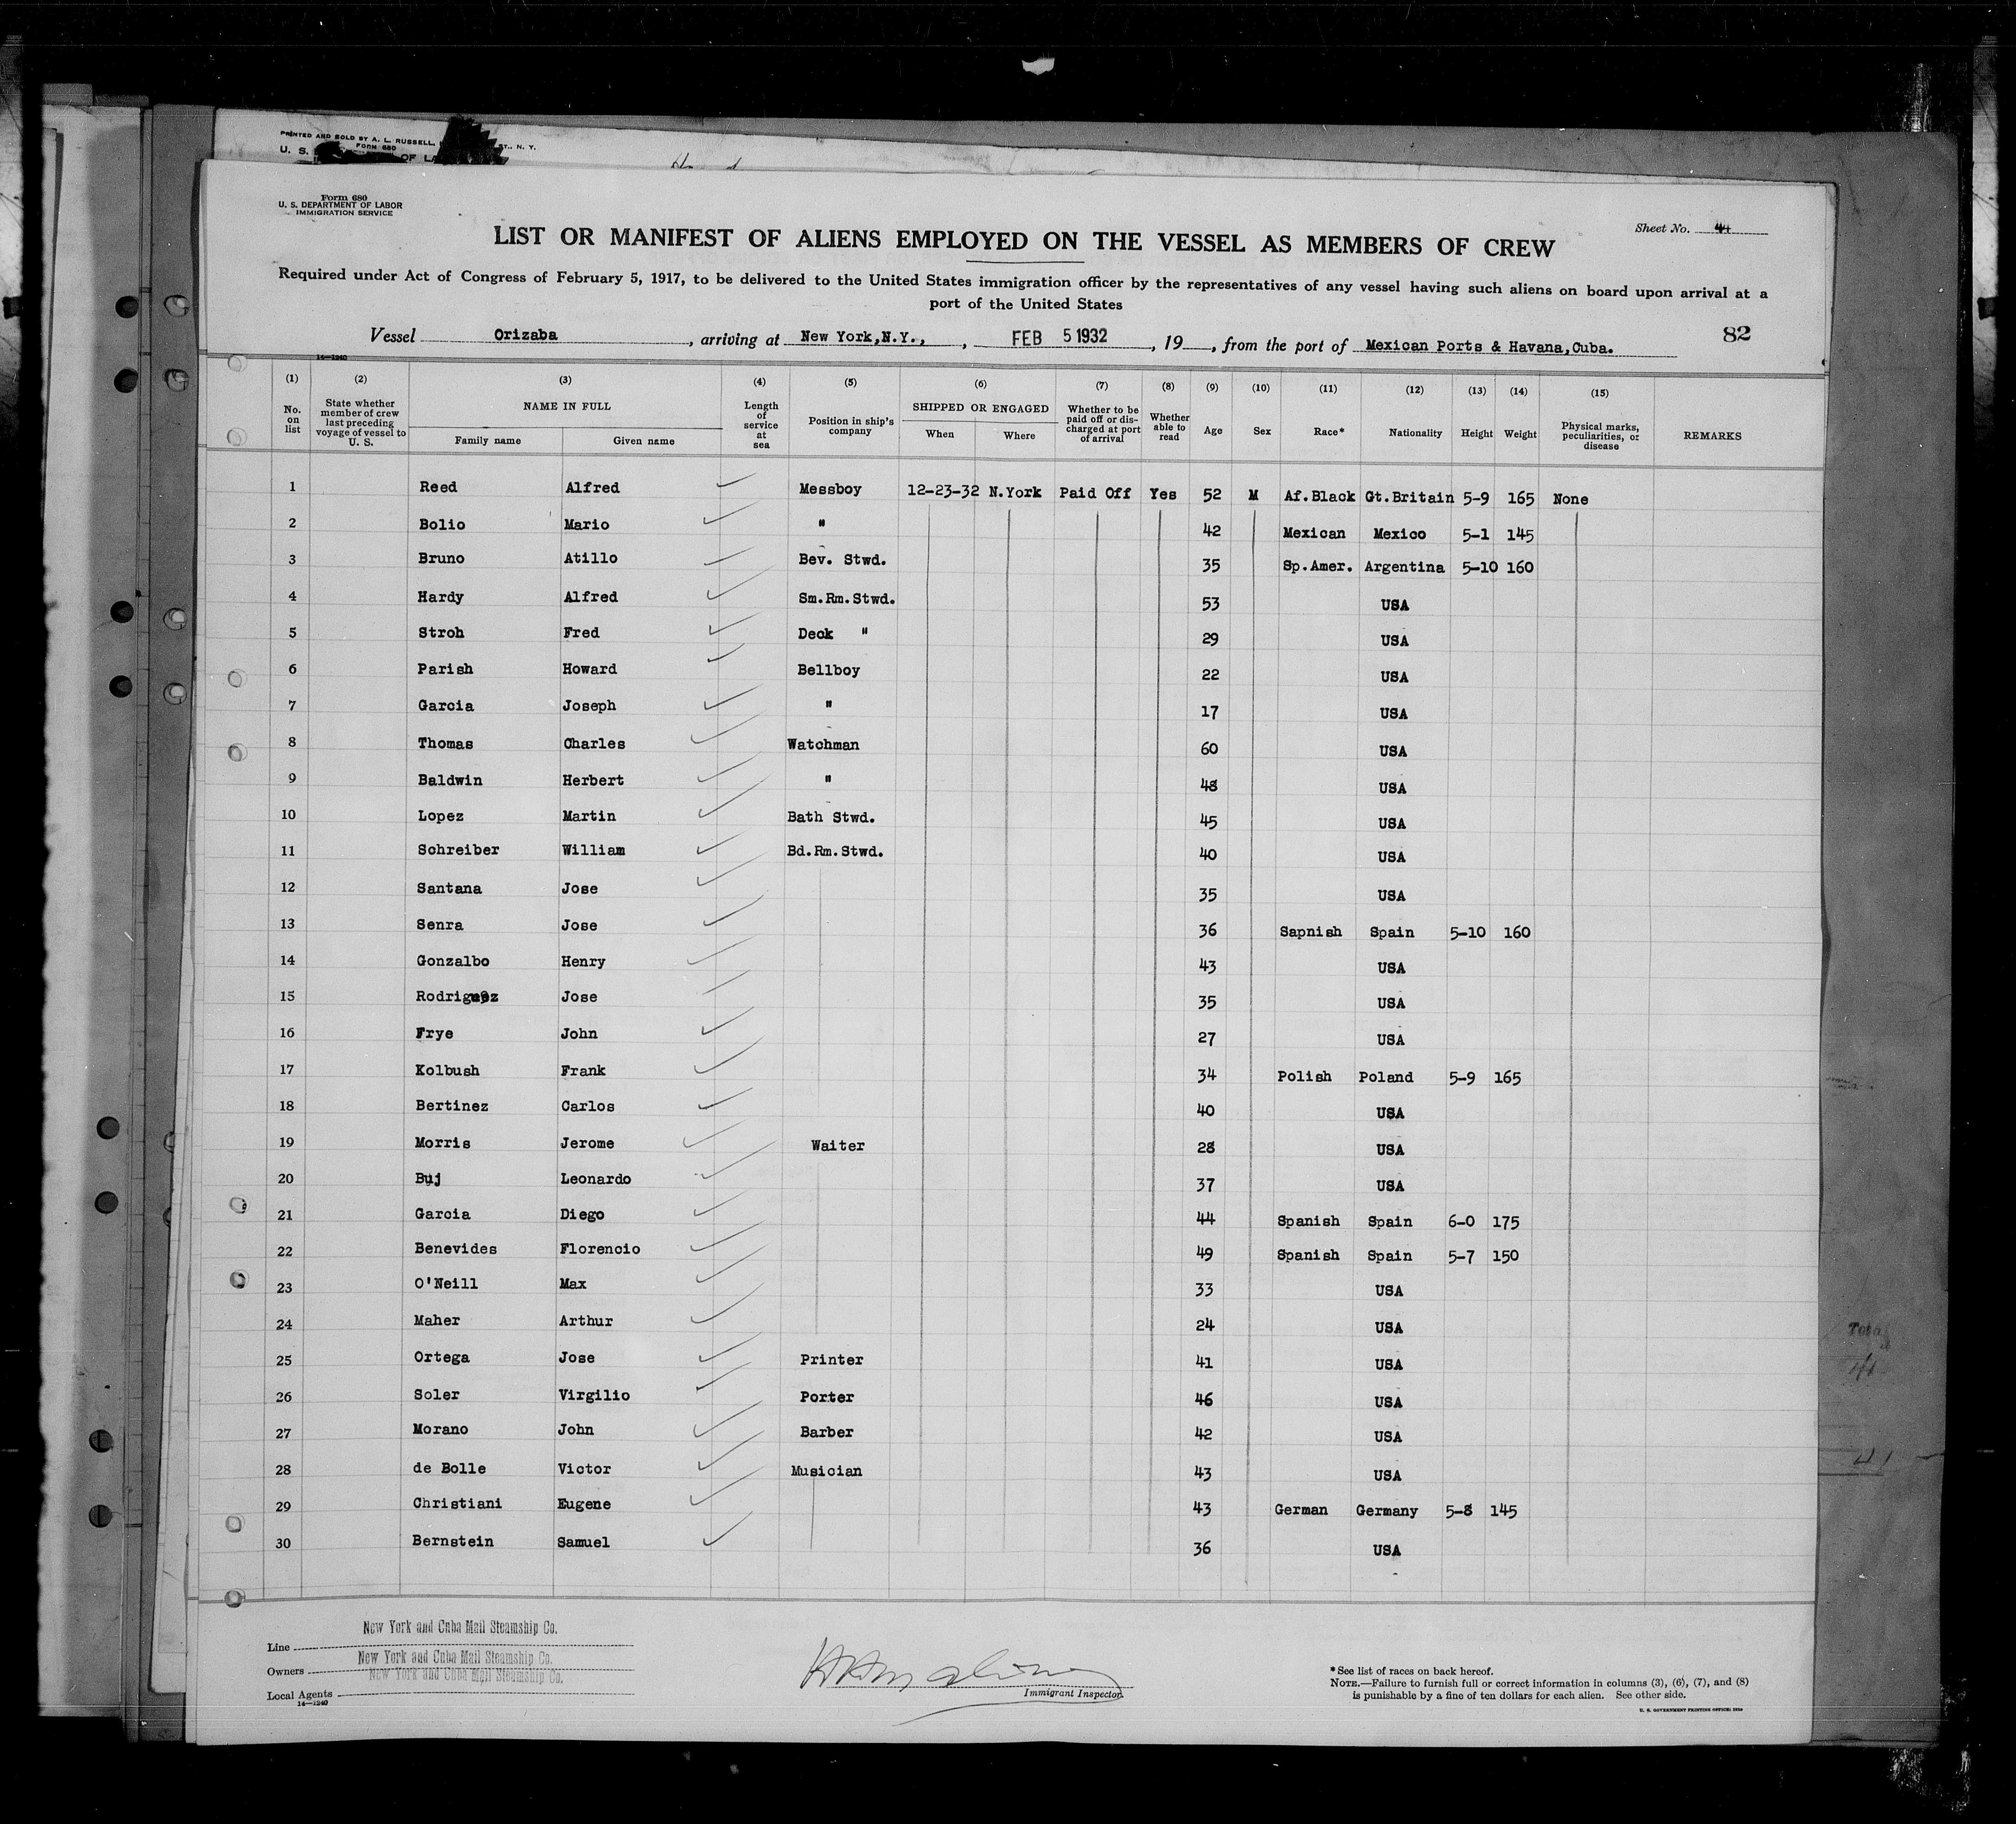 PRINTED AND SOLD BY A. L. RUSSELL, ST., N. Y.
FORM 680
U. S. OF LA
Form 680
U. S. DEPARTMENT OF LABOR
IMMIGRATION SERVICE
Sheet No. 44
LIST OR MANIFEST OF ALIENS EMPLOYED ON THE VESSEL AS MEMBERS OF CREW
Required under Act of Congress of February 5, 1917, to be delivered to the United States immigration officer by the representatives of any vessel having such aliens on board upon arrival at a
port of the United States
Vessel Orizaba, arriving at New York,N.Y., , FEB 5 1932, 19 , from the port of Mexican Ports & Havana,Cuba.
82
14—1240
(1) (2) (3) (4) (5) (6) (7) (8) (9) (10) (11) (12) (13) (14) (15)
No. on list State whether member of crew last preceding voyage of vessel to U. S. NAME IN FULL Family name Given name Length of service at sea Position in ship's company SHIPPED OR ENGAGED When Where Whether to be paid off or discharged at port of arrival Whether able to read Age Sex Race* Nationality Height Weight Physical marks, peculiarities, or disease REMARKS
1 Reed Alfred Messboy 12-23-32 N.York Paid Off Yes 52 M Af.Black Gt.Britain 5-9 165 None
2 Bolio Mario " 42 Mexican Mexico 5-1 145
3 Bruno Atillo Bev. Stwd. 35 Sp.Amer. Argentina 5-10 160
4 Hardy Alfred Sm.Rm.Stwd. 53 USA
5 Stroh Fred Deck " 29 USA
6 Parish Howard Bellboy 22 USA
7 Garcia Joseph " 17 USA
8 Thomas Charles Watchman 60 USA
9 Baldwin Herbert " 48 USA
10 Lopez Martin Bath Stwd. 45 USA
11 Schreiber William Bd.Rm.Stwd. 40 USA
12 Santana Jose 35 USA
13 Senra Jose 36 Sapnish Spain 5-10 160
14 Gonzalbo Henry 43 USA
15 Rodriguez Jose 35 USA
16 Frye John 27 USA
17 Kolbush Frank 34 Polish Poland 5-9 165
18 Bertinez Carlos 40 USA
19 Morris Jerome Waiter 28 USA
20 Buj Leonardo 37 USA
21 Garcia Diego 44 Spanish Spain 6-0 175
22 Benevides Florencio 49 Spanish Spain 5-7 150
23 O'Neill Max 33 USA
24 Maher Arthur 24 USA
25 Ortega Jose Printer 41 USA
26 Soler Virgilio Porter 46 USA
27 Morano John Barber 42 USA
28 de Bolle Victor Musician 43 USA
29 Christiani Eugene 43 German Germany 5-8 145
30 Bernstein Samuel 36 USA
Line New York and Cuba Mail Steamship Co.
Owners New York and Cuba Mail Steamship Co.
Local Agents New York and Cuba Mail Steamship Co.
14—1240
Immigrant Inspector.
*See list of races on back hereof.
NOTE.—Failure to furnish full or correct information in columns (3), (6), (7), and (8)
is punishable by a fine of ten dollars for each alien. See other side.
U. S. GOVERNMENT PRINTING OFFICE: 1930